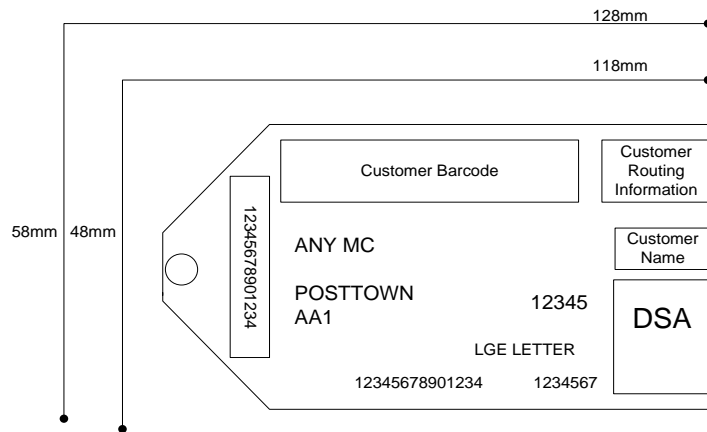 128mm
118mm
Customer Barcode
Customer
Routing
Information
12345678901234
58mm
48mm
ANY MC
Customer
Name
POSTTOWN
AA1
12345
DSA
LGE LETTER
12345678901234
1234567